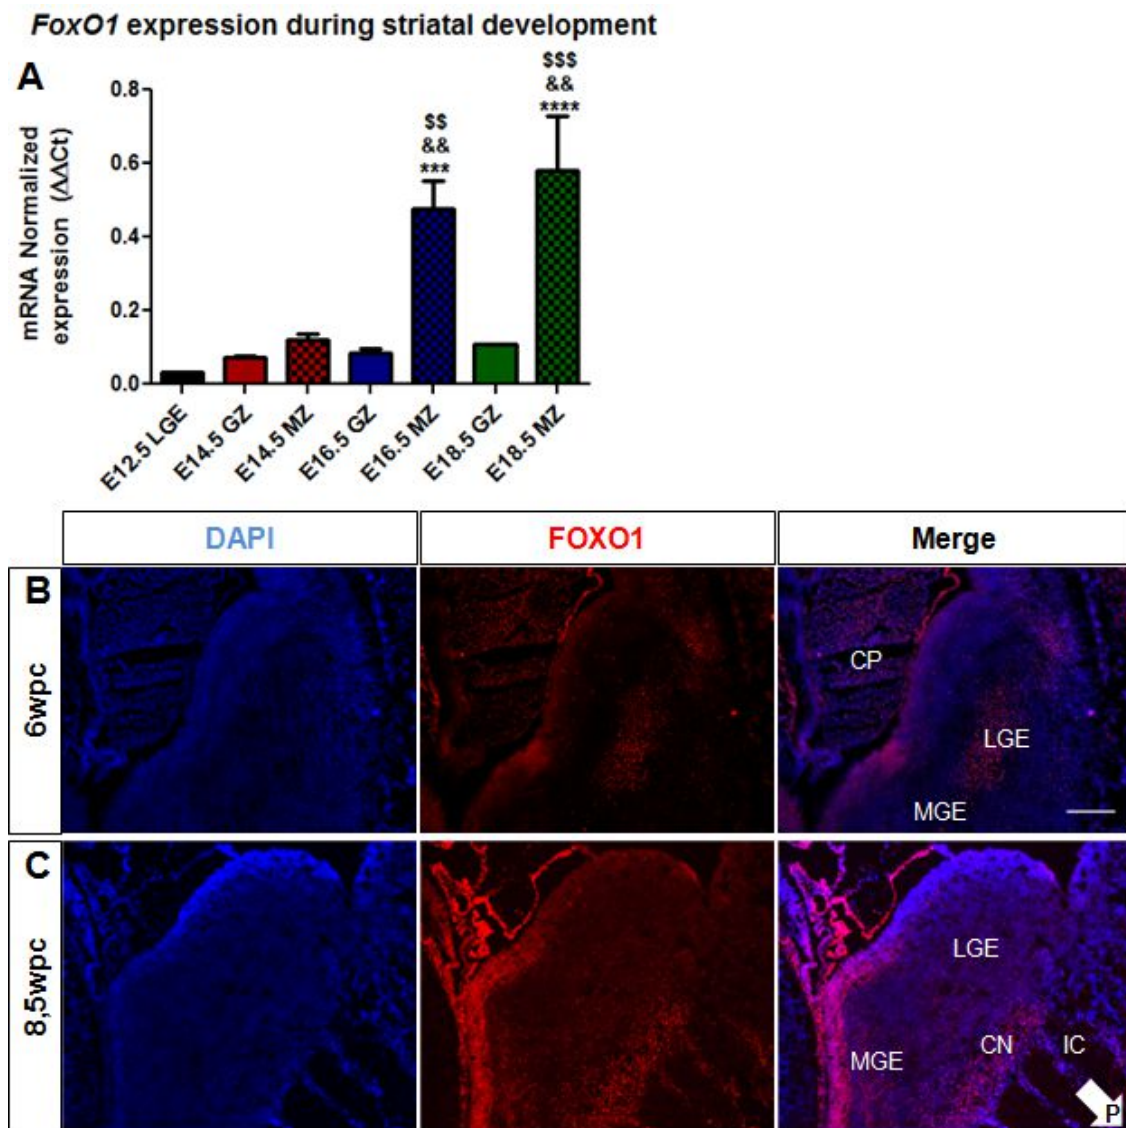 FoxO1 expression during striatal development
A
mRNA Normalized
expression (ΔΔCt)
0.8
0.6
0.4
0.2
0.0
$$
&&
***
$$$
&&
****
E12.5 LGE
E14.5 GZ
E14.5 MZ
E16.5 GZ
E16.5 MZ
E18.5 GZ
E18.5 MZ
DAPI
FOXO1
Merge
B
6wpc
CP
LGE
MGE
C
8,5wpc
LGE
MGE
CN
IC
P